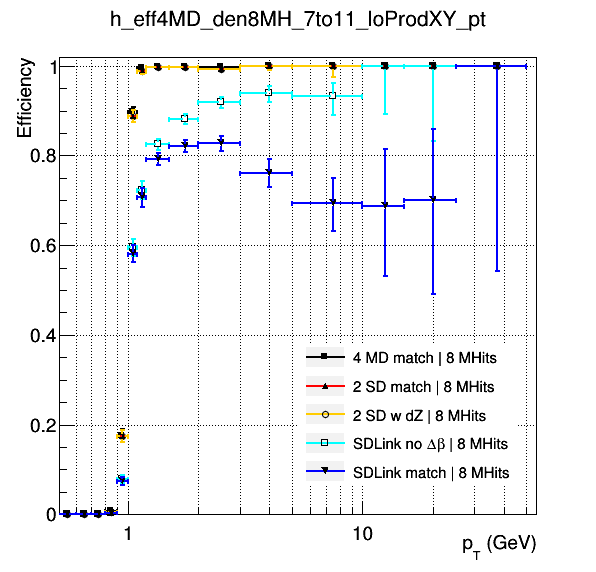 h_eff4MD_den8MH_7to11_loProdXY_pt
Efficiency
1
0.8
0.6
0.4
0.2
0
4 MD match | 8 MHits
2 SD match | 8 MHits
2 SD w dZ | 8 MHits
SDLink no Δβ | 8 MHits
SDLink match | 8 MHits
1
10
p_T (GeV)